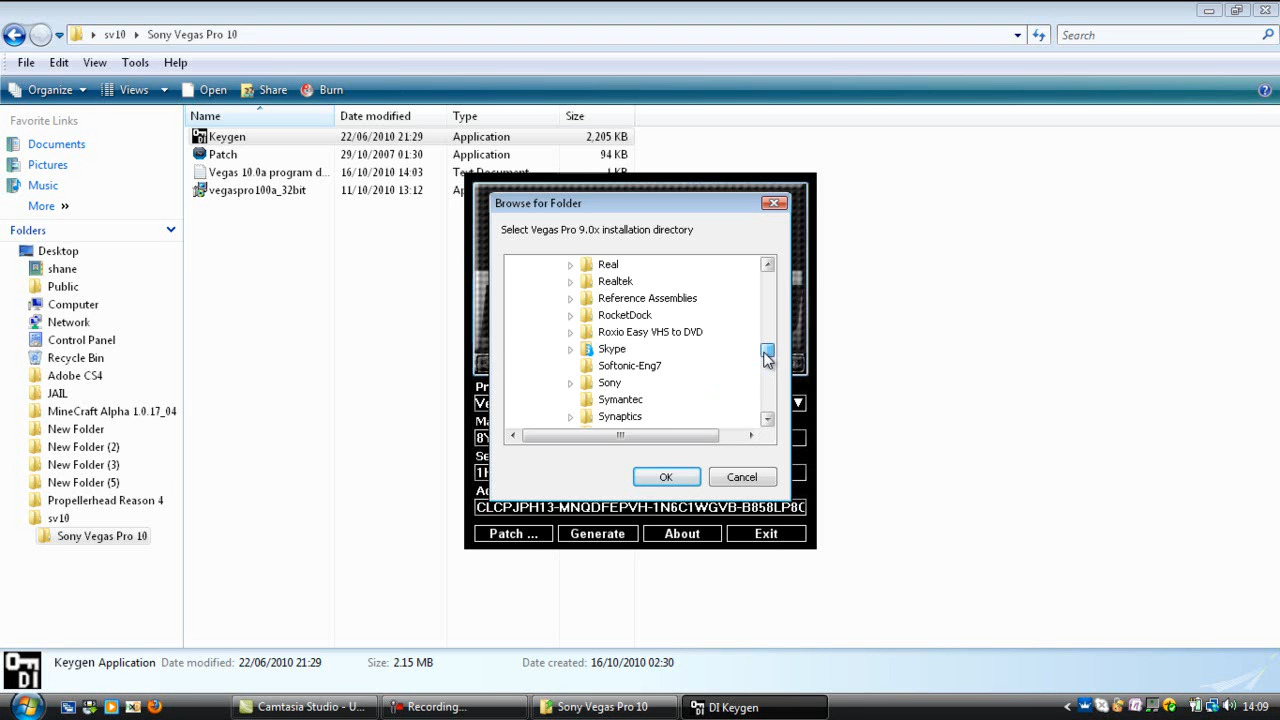 sv10 Sony Vegas Pro 10
Search
File Edit View Tools Help
Organize Views Open Share Burn
Favorite Links
Documents
Pictures
Music
More »
Folders
Desktop
shane
Public
Computer
Network
Control Panel
Recycle Bin
Adobe CS4
JAIL
MineCraft Alpha 1.0.17_04
New Folder
New Folder (2)
New Folder (3)
New Folder (5)
Propellerhead Reason 4
sv10
Sony Vegas Pro 10
Name Date modified Type Size
Keygen 22/06/2010 21:29 Application 2,205 KB
Patch 29/10/2007 01:30 Application 94 KB
Vegas 10.0a program d... 16/10/2010 14:03 Text Document 1 KB
vegaspro100a_32bit 11/10/2010 13:12
Browse for Folder
Select Vegas Pro 9.0x installation directory
Real
Realtek
Reference Assemblies
RocketDock
Roxio Easy VHS to DVD
Skype
Softonic-Eng7
Sony
Symantec
Synaptics
OK Cancel
Patch ... Generate About Exit
Keygen Application Date modified: 22/06/2010 21:29 Size: 2.15 MB Date created: 16/10/2010 02:30
Camtasia Studio - U... Recording... Sony Vegas Pro 10 DI Keygen 14:09